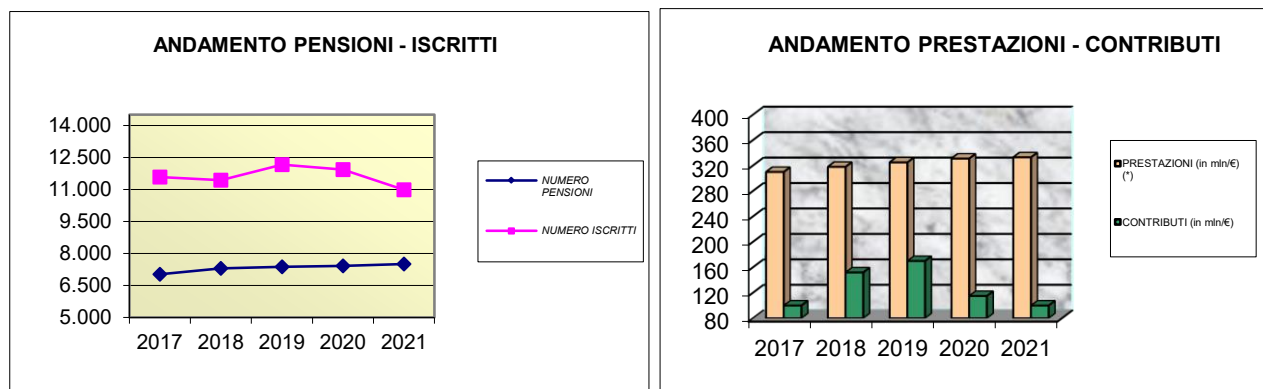 ANDAMENTO PENSIONI - ISCRITTI
14.000
12.500
11.000
9.500
8.000
6.500
5.000
2017 2018 2019 2020 2021
NUMERO
PENSIONI
NUMERO ISCRITTI
ANDAMENTO PRESTAZIONI - CONTRIBUTI
400
360
320
280
240
200
160
120
80
2017 2018 2019 2020 2021
PRESTAZIONI (in mln/€)
(*)
CONTRIBUTI (in mln/€)